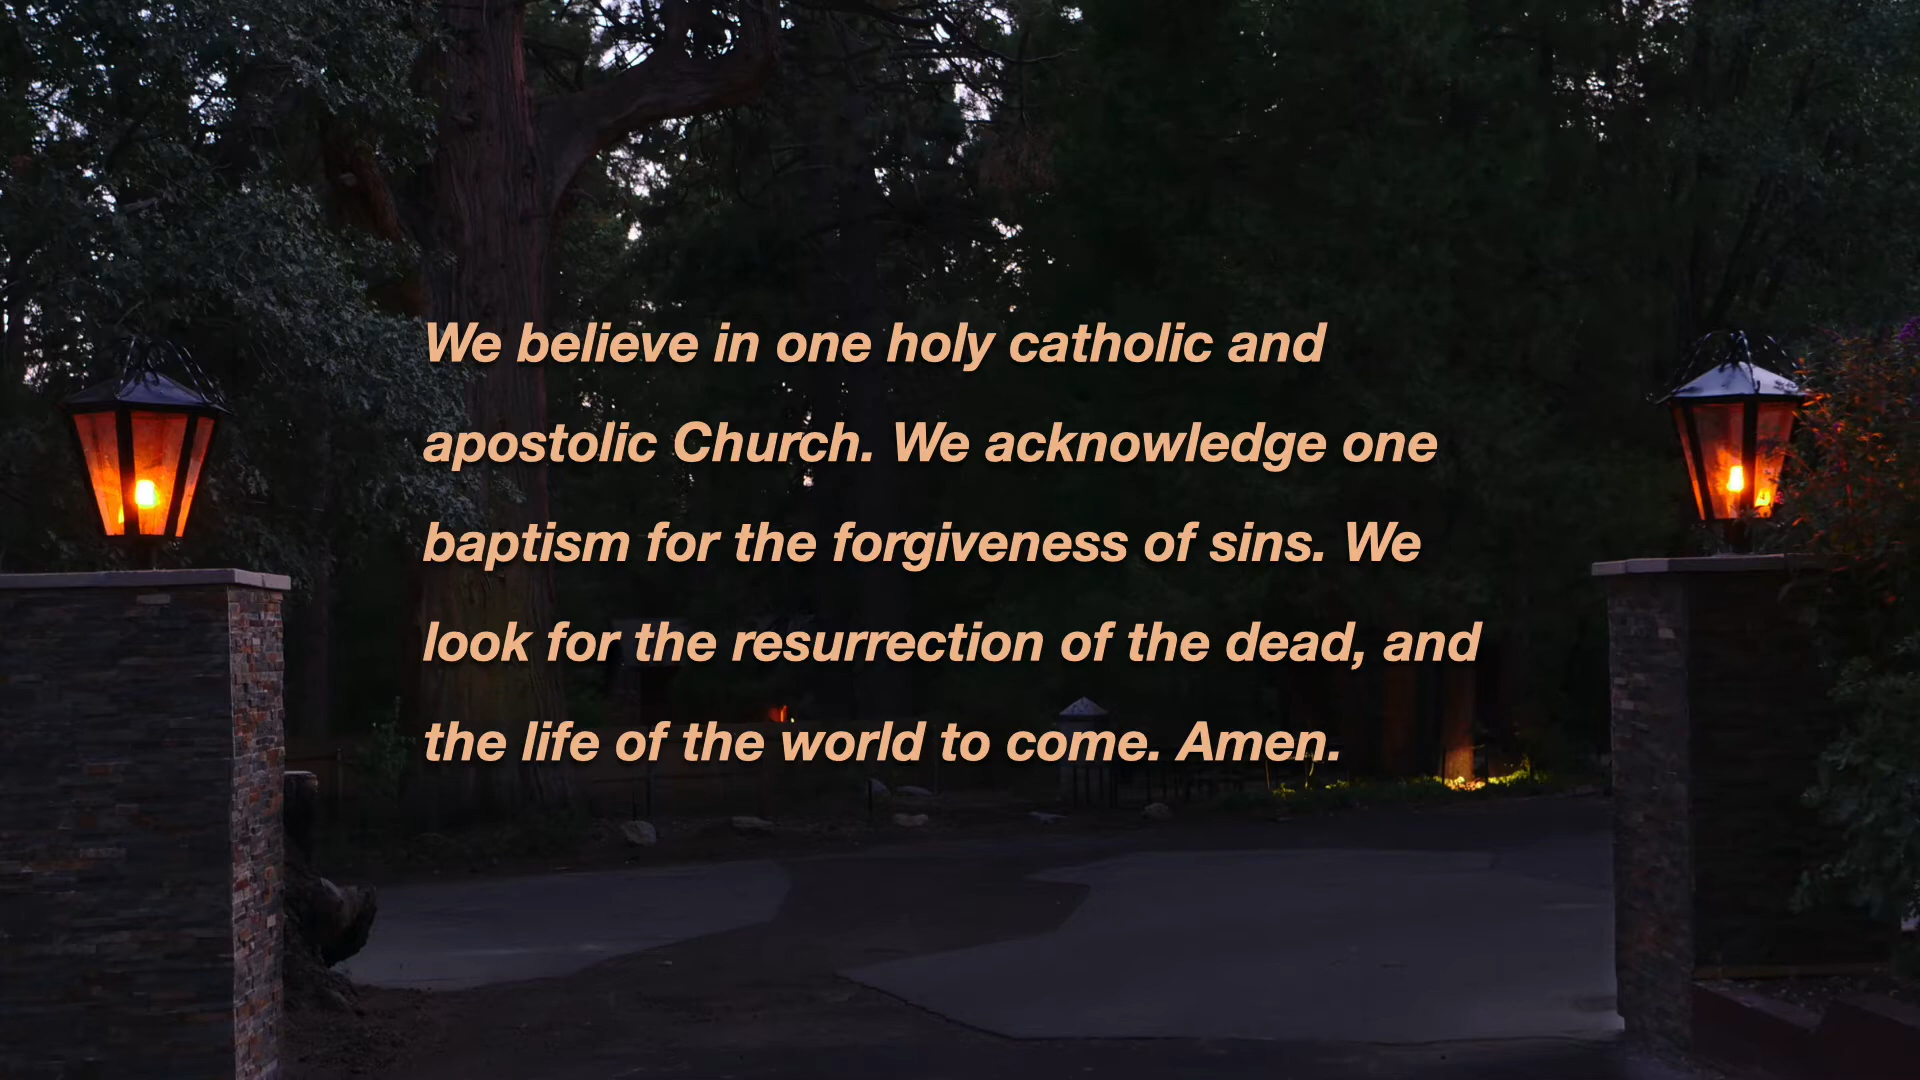 We believe in one holy catholic and
apostolic Church. We acknowledge one
baptism for the forgiveness of sins. We
look for the resurrection of the dead, and
the life of the world to come. Amen.